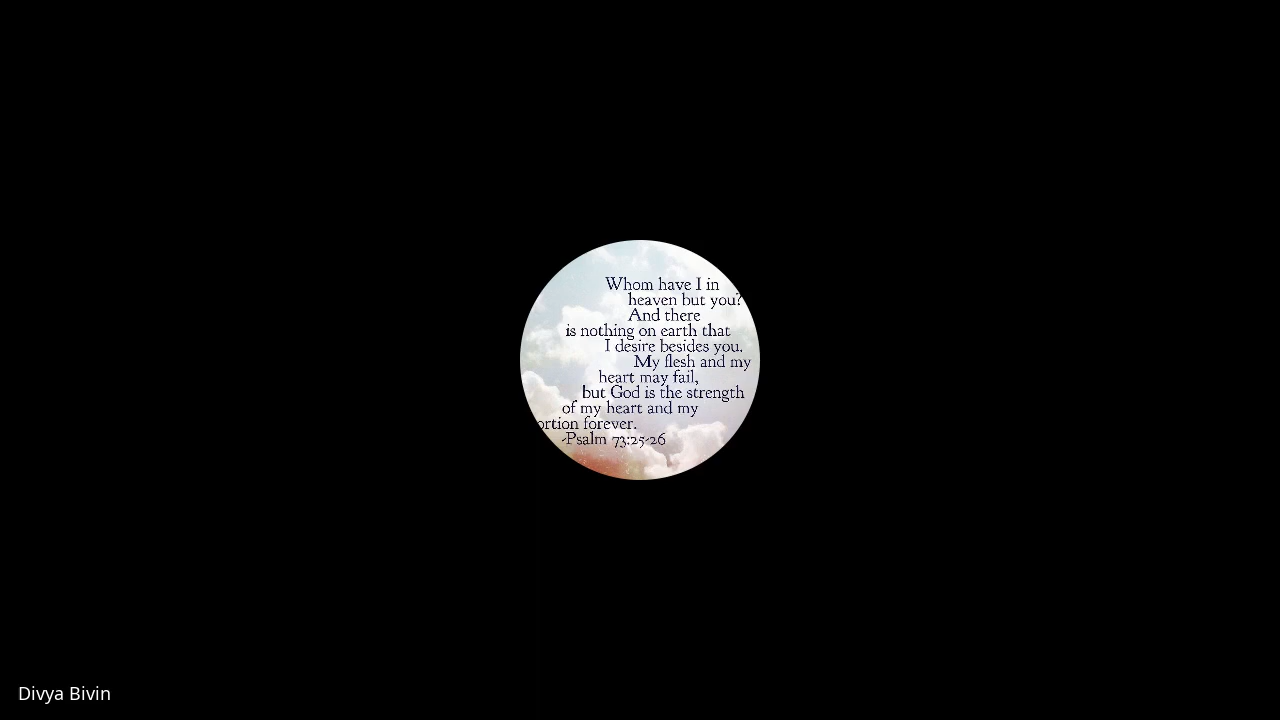 Whom have I in
heaven but you?
And there
is nothing on earth that
I desire besides you.
My flesh and my
heart may fail,
but God is the strength
of my heart and my
ortion forever.
-Psalm 73:25-26
Divya Bivin